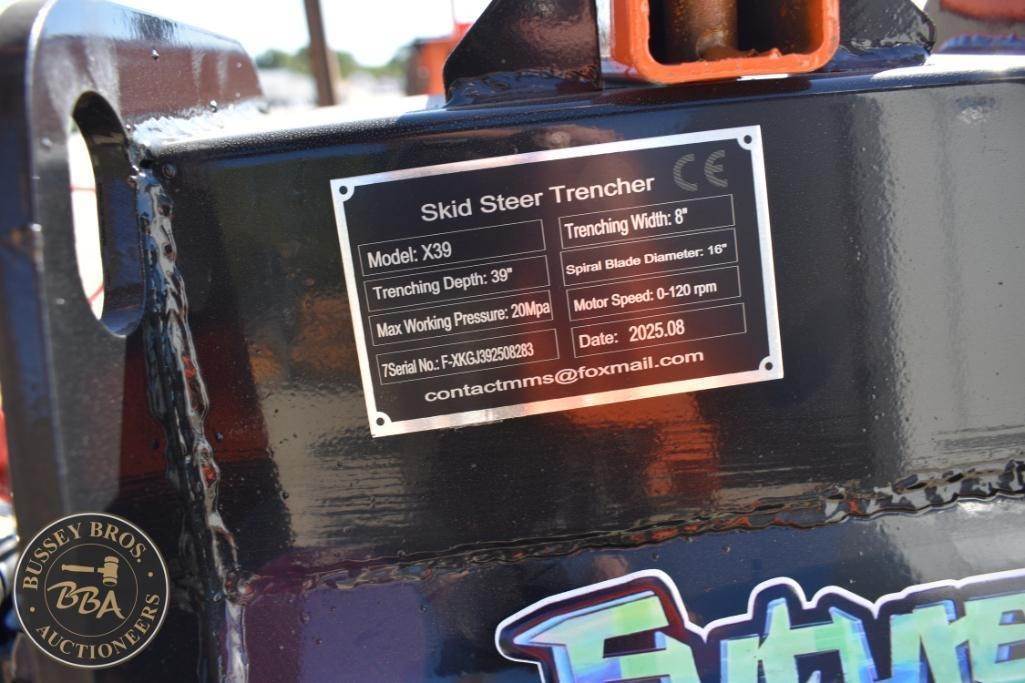 CE
Skid Steer Trencher
Model: X39
Trenching Width: 8"
Trenching Depth: 39"
Spiral Blade Diameter: 16"
Max Working Pressure: 20Mpa
Motor Speed: 0-120 rpm
7Serial No.: F-XKGJ392508283
Date: 2025.08
contactmms@foxmail.com
BUSSEY BROS.
BBA
AUCTIONEERS